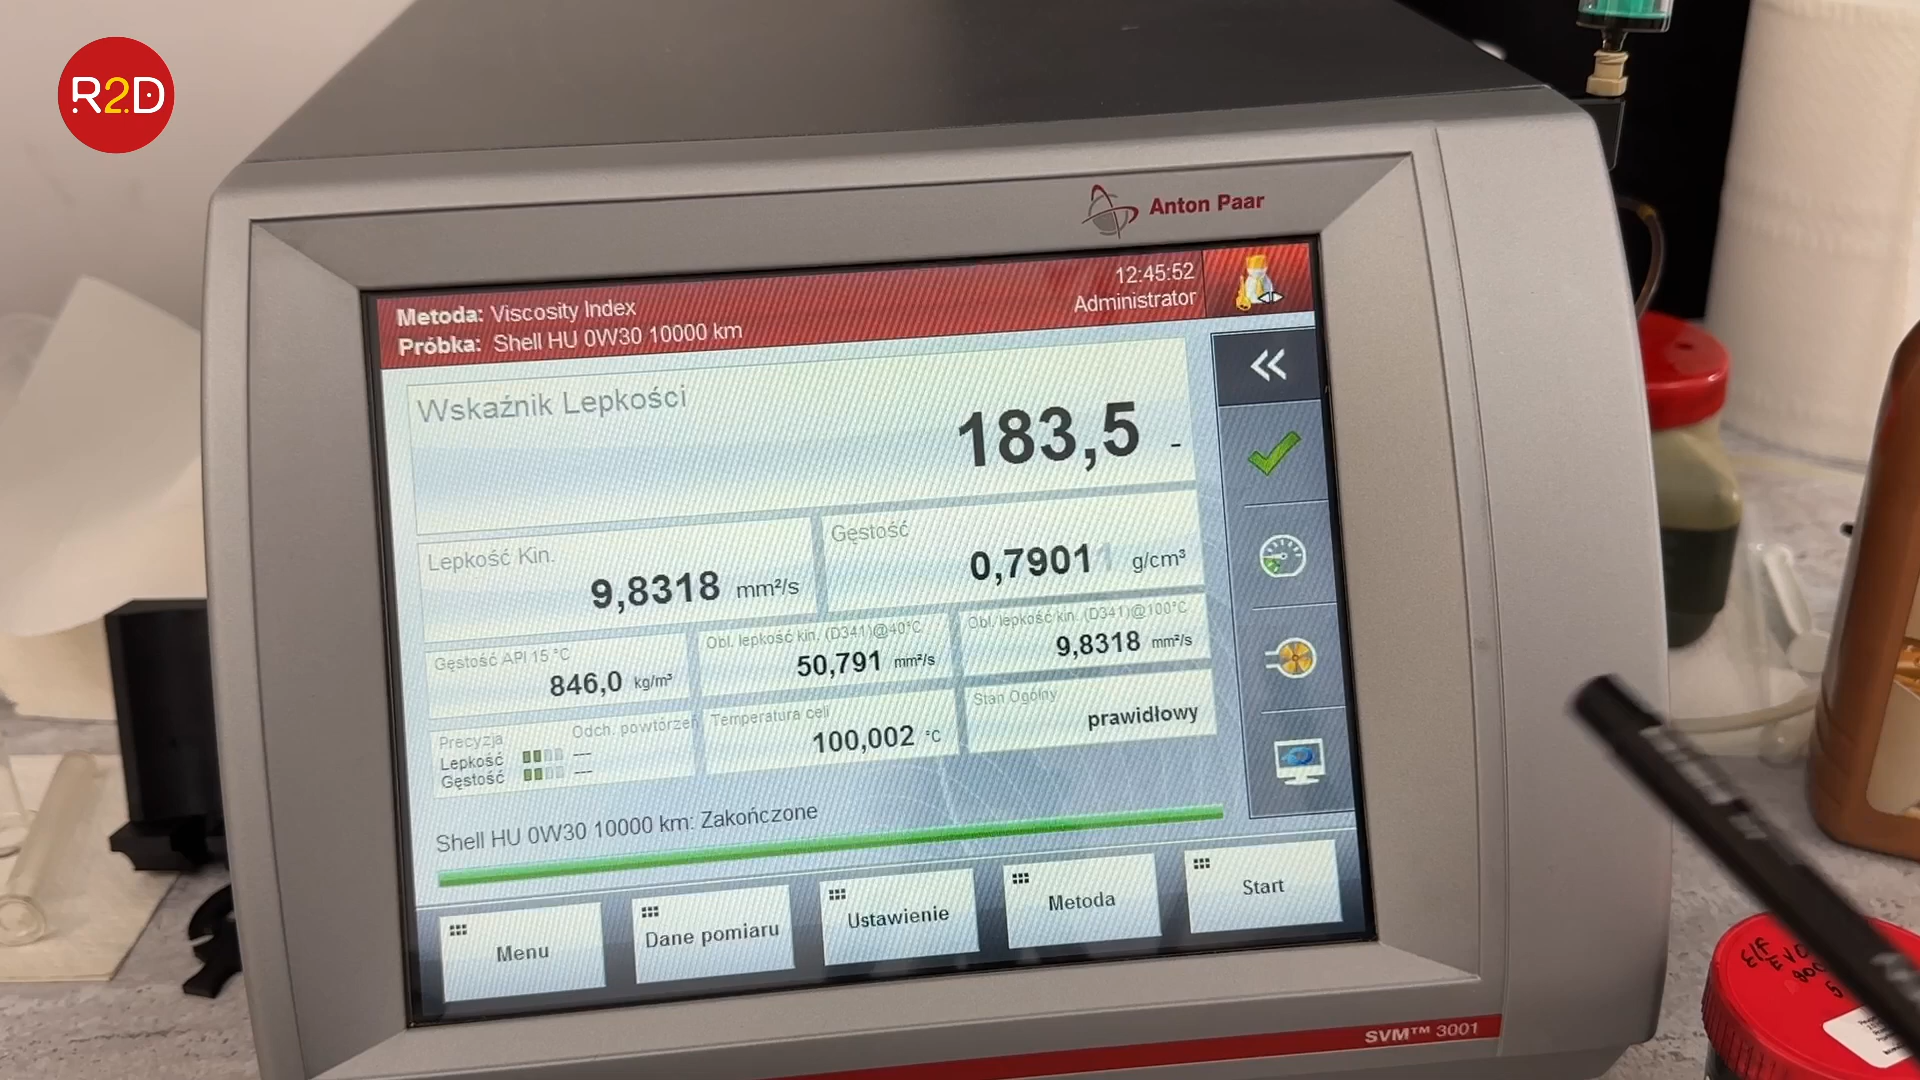 R2D
Anton Paar
Metoda: Viscosity Index
Próbka: Shell HU 0W30 10000 km
12:45:52
Administrator
Wskaźnik Lepkości
183,5 -
Lepkość Kin.
9,8318 mm²/s
Gęstość
0,79011 g/cm³
Gęstość API 15 °C
846,0 kg/m³
Obl. lepkość kin. (D341)@40°C
50,791 mm²/s
Obl. lepkość kin. (D341)@100°C
9,8318 mm²/s
Precyzja
Odch. powtórzeń
Lepkość ---
Gęstość ---
Temperatura celi
100,002 °C
Stan Ogólny
prawidłowy
Shell HU 0W30 10000 km: Zakończone
Menu
Dane pomiaru
Ustawienie
Metoda
Start
SVM™ 3001
Elf